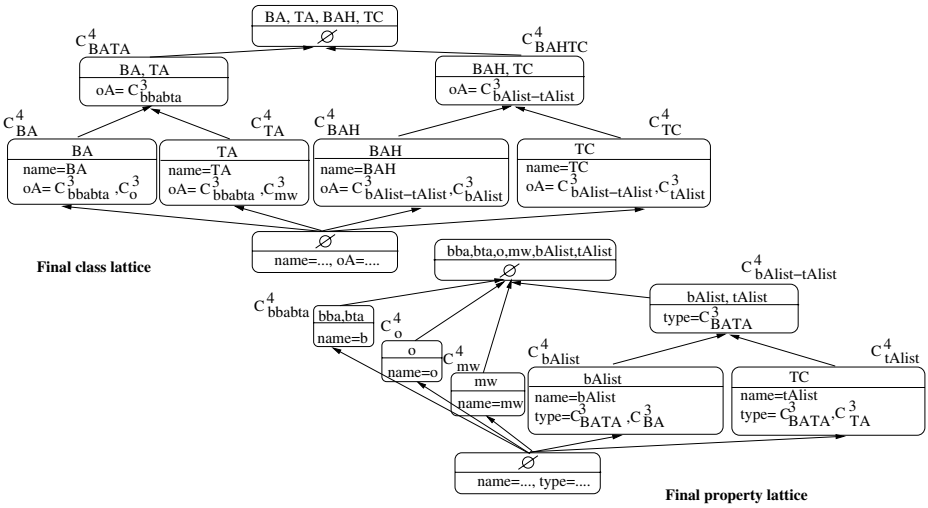 BA, TA, BAH, TC
∅
C⁴BATA
C⁴BAHTC
BA, TA
oA= C³bbabta
BAH, TC
oA= C³bAlist−tAlist
C⁴BA
C⁴TA
C⁴BAH
C⁴TC
BA
name=BA
oA= C³bbabta ,C³o
TA
name=TA
oA= C³bbabta ,C³mw
BAH
name=BAH
oA= C³bAlist−tAlist,C³bAlist
TC
name=TC
oA= C³bAlist−tAlist,C³tAlist
∅
name=..., oA=....
Final class lattice
bba,bta,o,mw,bAlist,tAlist
∅
C⁴bAlist−tAlist
bAlist, tAlist
type=C³BATA
C⁴bbabta
bba,bta
name=b
C⁴o
o
name=o
C⁴mw
mw
name=mw
C⁴bAlist
bAlist
name=bAlist
type=C³BATA ,C³BA
C⁴tAlist
TC
name=tAlist
type= C³BATA,C³TA
∅
name=..., type=....
Final property lattice